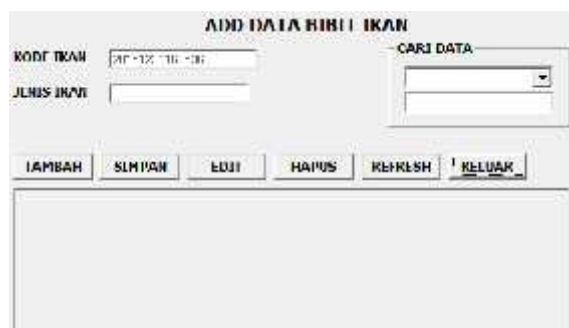 ADD DATA BIBIT IKAN
KODE IKAN
CARI DATA
JENIS IKAN
TAMBAH SIMPAN EDIT HAPUS REFRESH KELUAR